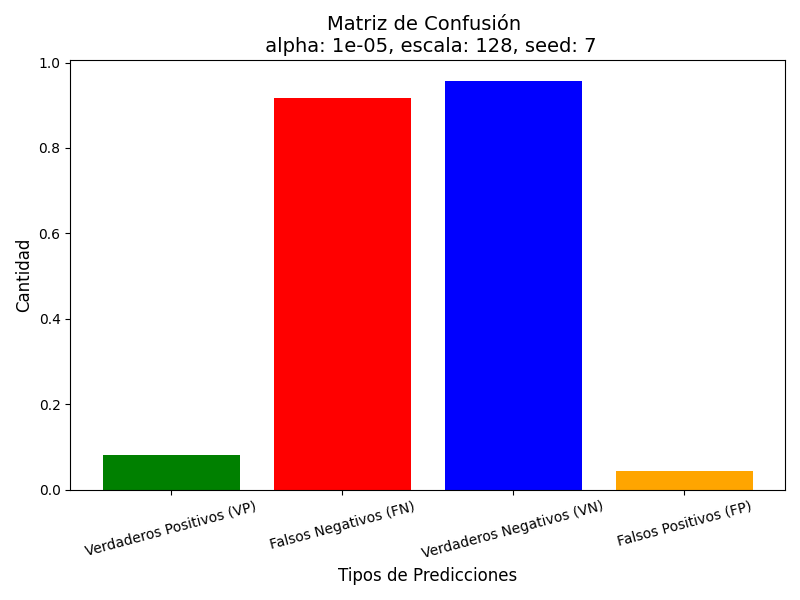 Matriz de Confusión
alpha: 1e-05, escala: 128, seed: 7
Cantidad
1.0
0.8
0.6
0.4
0.2
0.0
Verdaderos Positivos (VP)
Falsos Negativos (FN)
Verdaderos Negativos (VN)
Falsos Positivos (FP)
Tipos de Predicciones